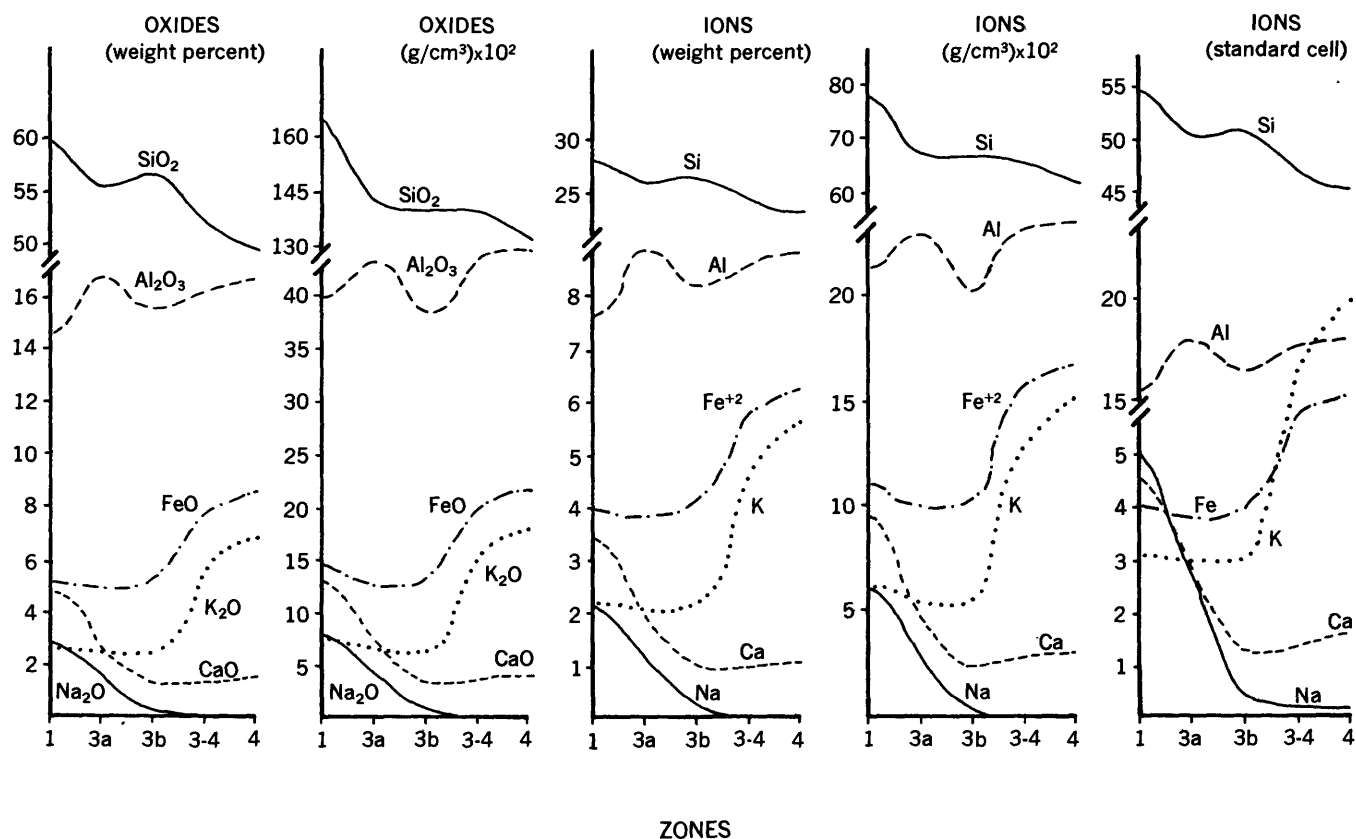 OXIDES
(weight percent)
60
55
50
16
14
12
10
8
6
4
2
SiO₂
Al₂O₃
FeO
K₂O
CaO
Na₂O
1 3a 3b 3-4 4
OXIDES
(g/cm³)x10²
160
145
130
40
35
30
25
20
15
10
5
SiO₂
Al₂O₃
FeO
K₂O
CaO
Na₂O
1 3a 3b 3-4 4
IONS
(weight percent)
30
25
8
7
6
5
4
3
2
1
Si
Al
Fe⁺²
K
Ca
Na
1 3a 3b 3-4 4
IONS
(g/cm³)x10²
80
70
60
20
15
10
5
Si
Al
Fe⁺²
K
Ca
Na
1 3a 3b 3-4 4
IONS
(standard cell)
55
50
45
20
15
5
4
3
2
1
Si
Al
Fe
K
Ca
Na
1 3a 3b 3-4 4
ZONES